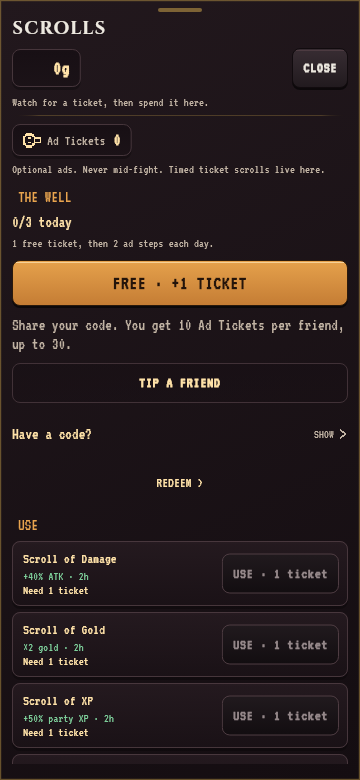 SCROLLS
0g
CLOSE
Watch for a ticket, then spend it here.
Ad Tickets 0
Optional ads. Never mid-fight. Timed ticket scrolls live here.
THE WELL
0/3 today
1 free ticket, then 2 ad steps each day.
FREE · +1 TICKET
Share your code. You get 10 Ad Tickets per friend,
up to 30.
TIP A FRIEND
Have a code?
SHOW >
REDEEM >
USE
Scroll of Damage
+40% ATK · 2h
Need 1 ticket
USE · 1 ticket
Scroll of Gold
x2 gold · 2h
Need 1 ticket
USE · 1 ticket
Scroll of XP
+50% party XP · 2h
Need 1 ticket
USE · 1 ticket